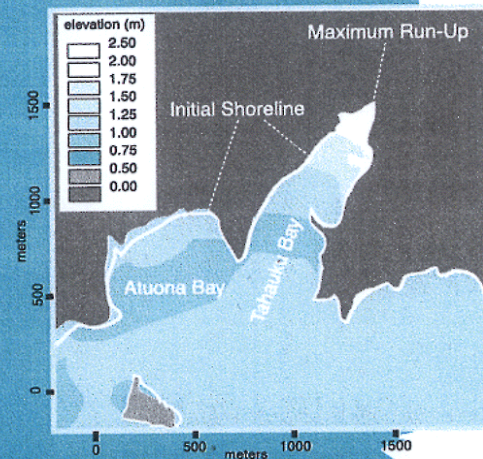 elevation (m)
2.50
2.00
1.75
1.50
1.25
1.00
0.75
0.50
0.00
Maximum Run-Up
Initial Shoreline
Atuona Bay
Tahauku Bay
1500
1000
500
0
meters
0 500 1000 1500
meters